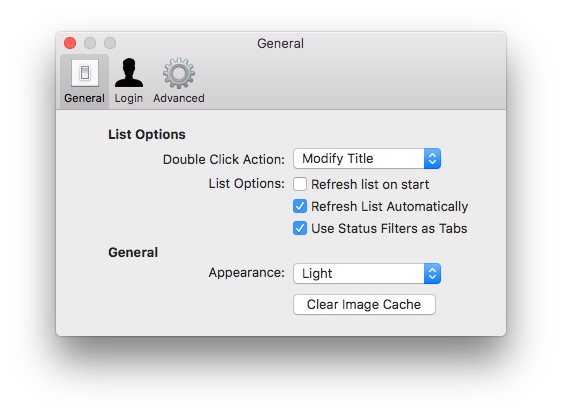 General
General Login Advanced
List Options
Double Click Action: Modify Title
List Options: Refresh list on start
Refresh List Automatically
Use Status Filters as Tabs
General
Appearance: Light
Clear Image Cache